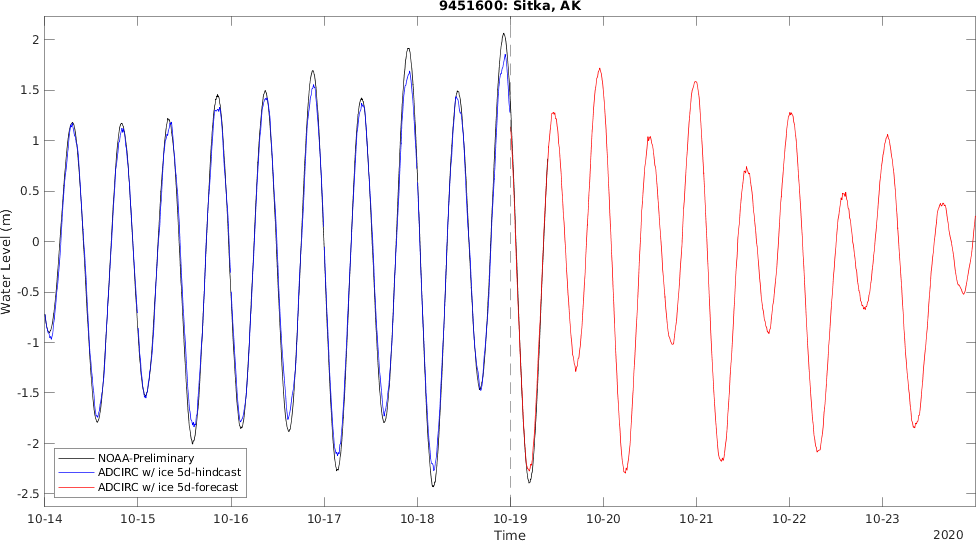 9451600: Sitka, AK
2
1.5
1
0.5
0
-0.5
-1
-1.5
-2
-2.5
Water Level (m)
NOAA-Preliminary
ADCIRC w/ ice 5d-hindcast
ADCIRC w/ ice 5d-forecast
10-14 10-15 10-16 10-17 10-18 10-19 10-20 10-21 10-22 10-23
Time
2020